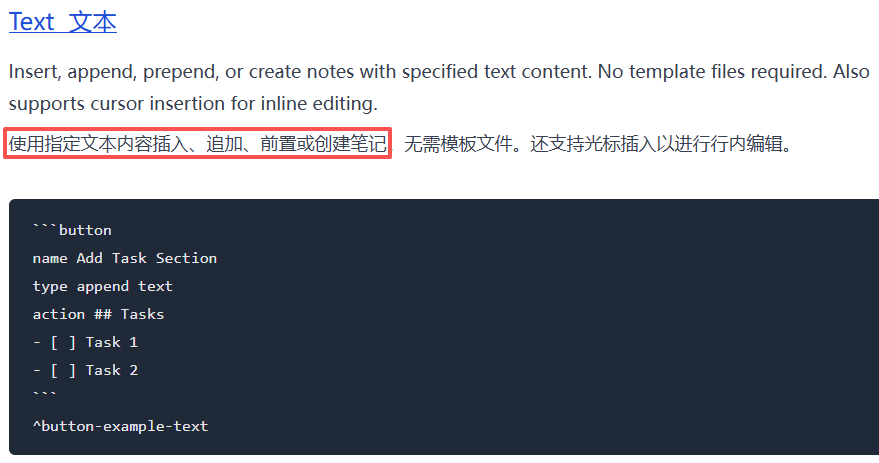 Text 文本
Insert, append, prepend, or create notes with specified text content. No template files required. Also
supports cursor insertion for inline editing.
使用指定文本内容插入、追加、前置或创建笔记 无需模板文件。还支持光标插入以进行行内编辑。
```button
name Add Task Section
type append text
action ## Tasks
- [ ] Task 1
- [ ] Task 2
```
^button-example-text